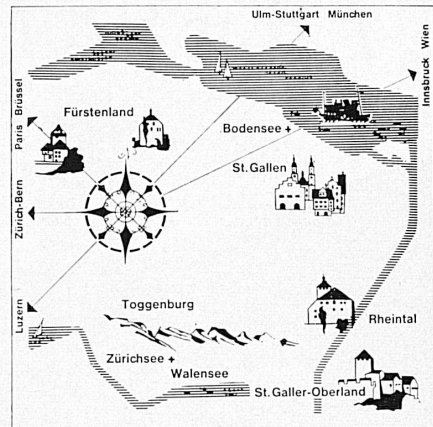 Ulm-Stuttgart München
Innsbruck Wien
Paris Brüssel
Fürstenland
Bodensee +
St.Gallen
Zürich-Bern
Luzern
Toggenburg
Rheintal
Zürichsee +
Walensee
St.Galler-Oberland